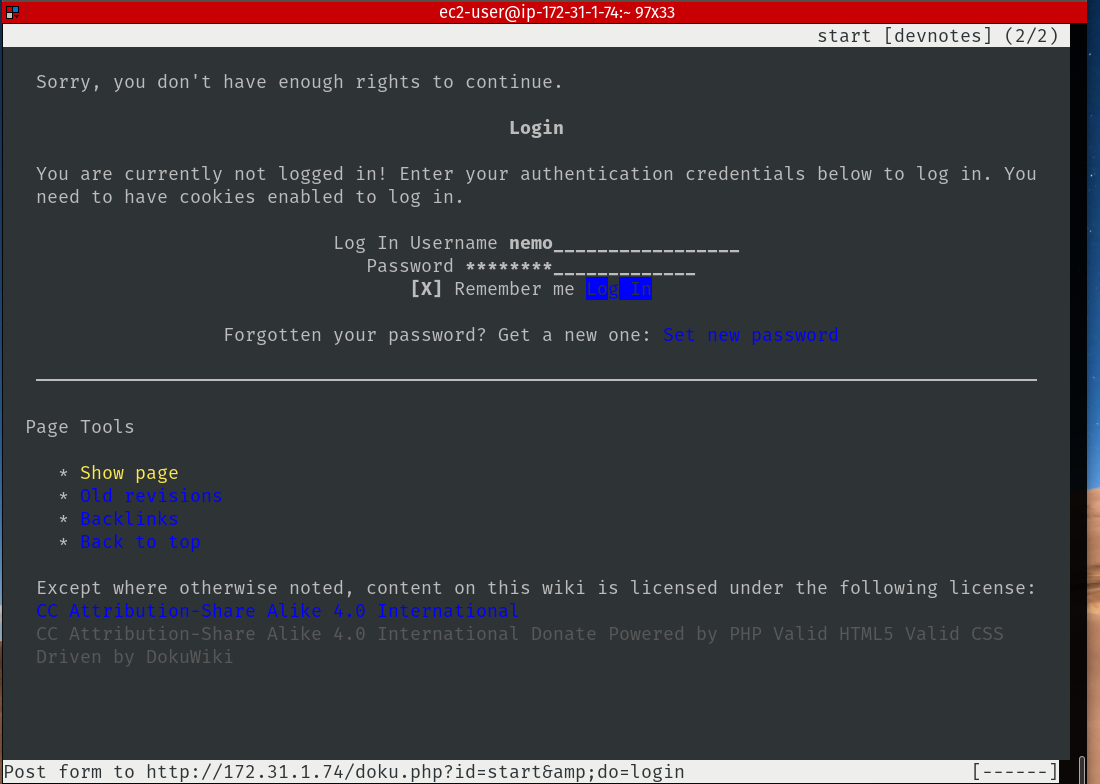 ec2-user@ip-172-31-1-74:~ 97x33
start [devnotes] (2/2)
Sorry, you don't have enough rights to continue.
Login
You are currently not logged in! Enter your authentication credentials below to log in. You
need to have cookies enabled to log in.
Log In Username nemo_________________
Password ********_____________
[X] Remember me Log In
Forgotten your password? Get a new one: Set new password
Page Tools
* Show page
* Old revisions
* Backlinks
* Back to top
Except where otherwise noted, content on this wiki is licensed under the following license:
CC Attribution-Share Alike 4.0 International
CC Attribution-Share Alike 4.0 International Donate Powered by PHP Valid HTML5 Valid CSS
Driven by DokuWiki
Post form to http://172.31.1.74/doku.php?id=start&amp;do=login [------]